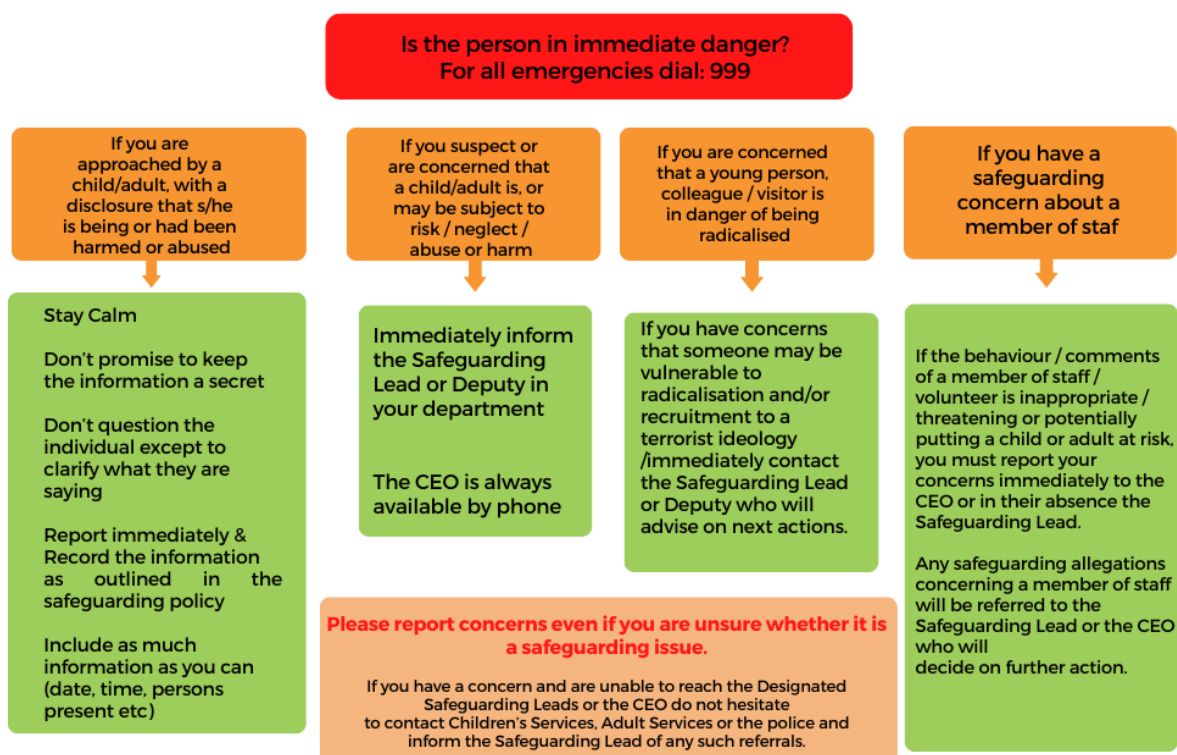 Is the person in immediate danger?
For all emergencies dial: 999
If you are
approached by a
child/adult, with a
disclosure that s/he
is being or had been
harmed or abused
Stay Calm
Don't promise to keep
the information a secret
Don't question the
individual except to
clarify what they are
saying
Report immediately &
Record the information
as outlined in the
safeguarding policy
Include as much
information as you can
(date, time, persons
present etc)
If you suspect or
are concerned that
a child/adult is, or
may be subject to
risk / neglect /
abuse or harm
Immediately inform
the Safeguarding
Lead or Deputy in
your department
The CEO is always
available by phone
If you are concerned
that a young person,
colleague / visitor is
in danger of being
radicalised
If you have concerns
that someone may be
vulnerable to
radicalisation and/or
recruitment to a
terrorist ideology
/immediately contact
the Safeguarding Lead
or Deputy who will
advise on next actions.
If you have a
safeguarding
concern about a
member of staf
If the behaviour / comments
of a member of staff /
volunteer is inappropriate /
threatening or potentially
putting a child or adult at risk,
you must report your
concerns immediately to the
CEO or in their absence the
Safeguarding Lead.
Any safeguarding allegations
concerning a member of staff
will be referred to the
Safeguarding Lead or the CEO
who will
decide on further action.
Please report concerns even if you are unsure whether it is
a safeguarding issue.
If you have a concern and are unable to reach the Designated
Safeguarding Leads or the CEO do not hesitate
to contact Children's Services, Adult Services or the police and
inform the Safeguarding Lead of any such referrals.